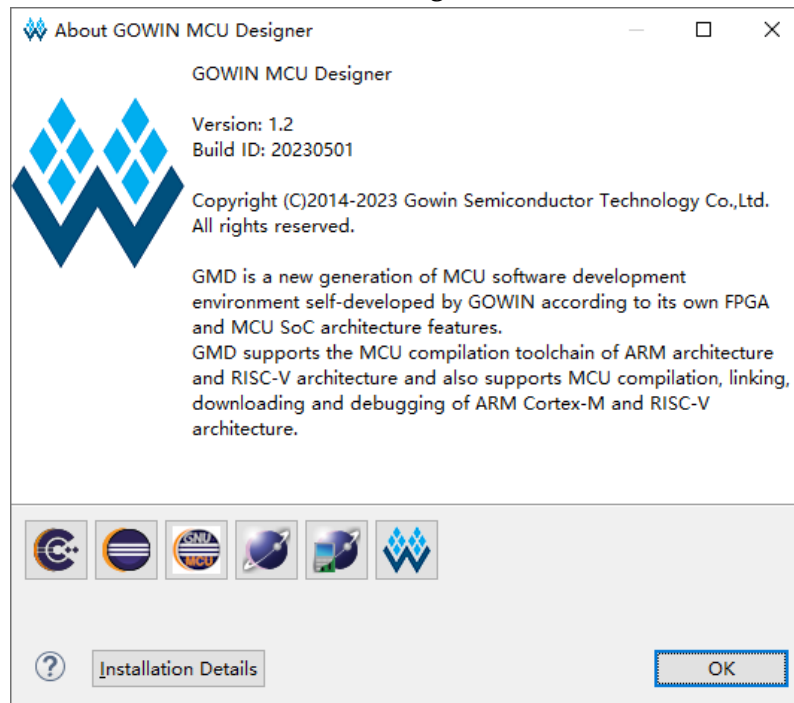 About GOWIN MCU Designer
GOWIN MCU Designer
Version: 1.2
Build ID: 20230501
Copyright (C)2014-2023 Gowin Semiconductor Technology Co.,Ltd.
All rights reserved.
GMD is a new generation of MCU software development
environment self-developed by GOWIN according to its own FPGA
and MCU SoC architecture features.
GMD supports the MCU compilation toolchain of ARM architecture
and RISC-V architecture and also supports MCU compilation, linking,
downloading and debugging of ARM Cortex-M and RISC-V
architecture.
GNU
MCU
Installation Details
OK